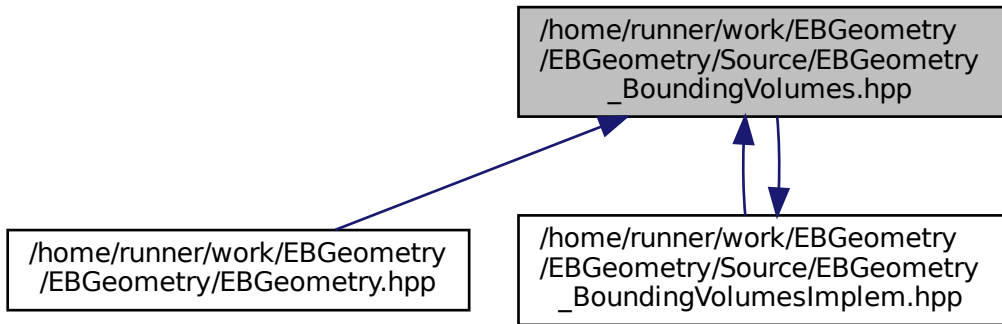 /home/runner/work/EBGeometry
/EBGeometry/Source/EBGeometry
_BoundingVolumes.hpp
/home/runner/work/EBGeometry
/EBGeometry/EBGeometry.hpp
/home/runner/work/EBGeometry
/EBGeometry/Source/EBGeometry
_BoundingVolumesImplem.hpp